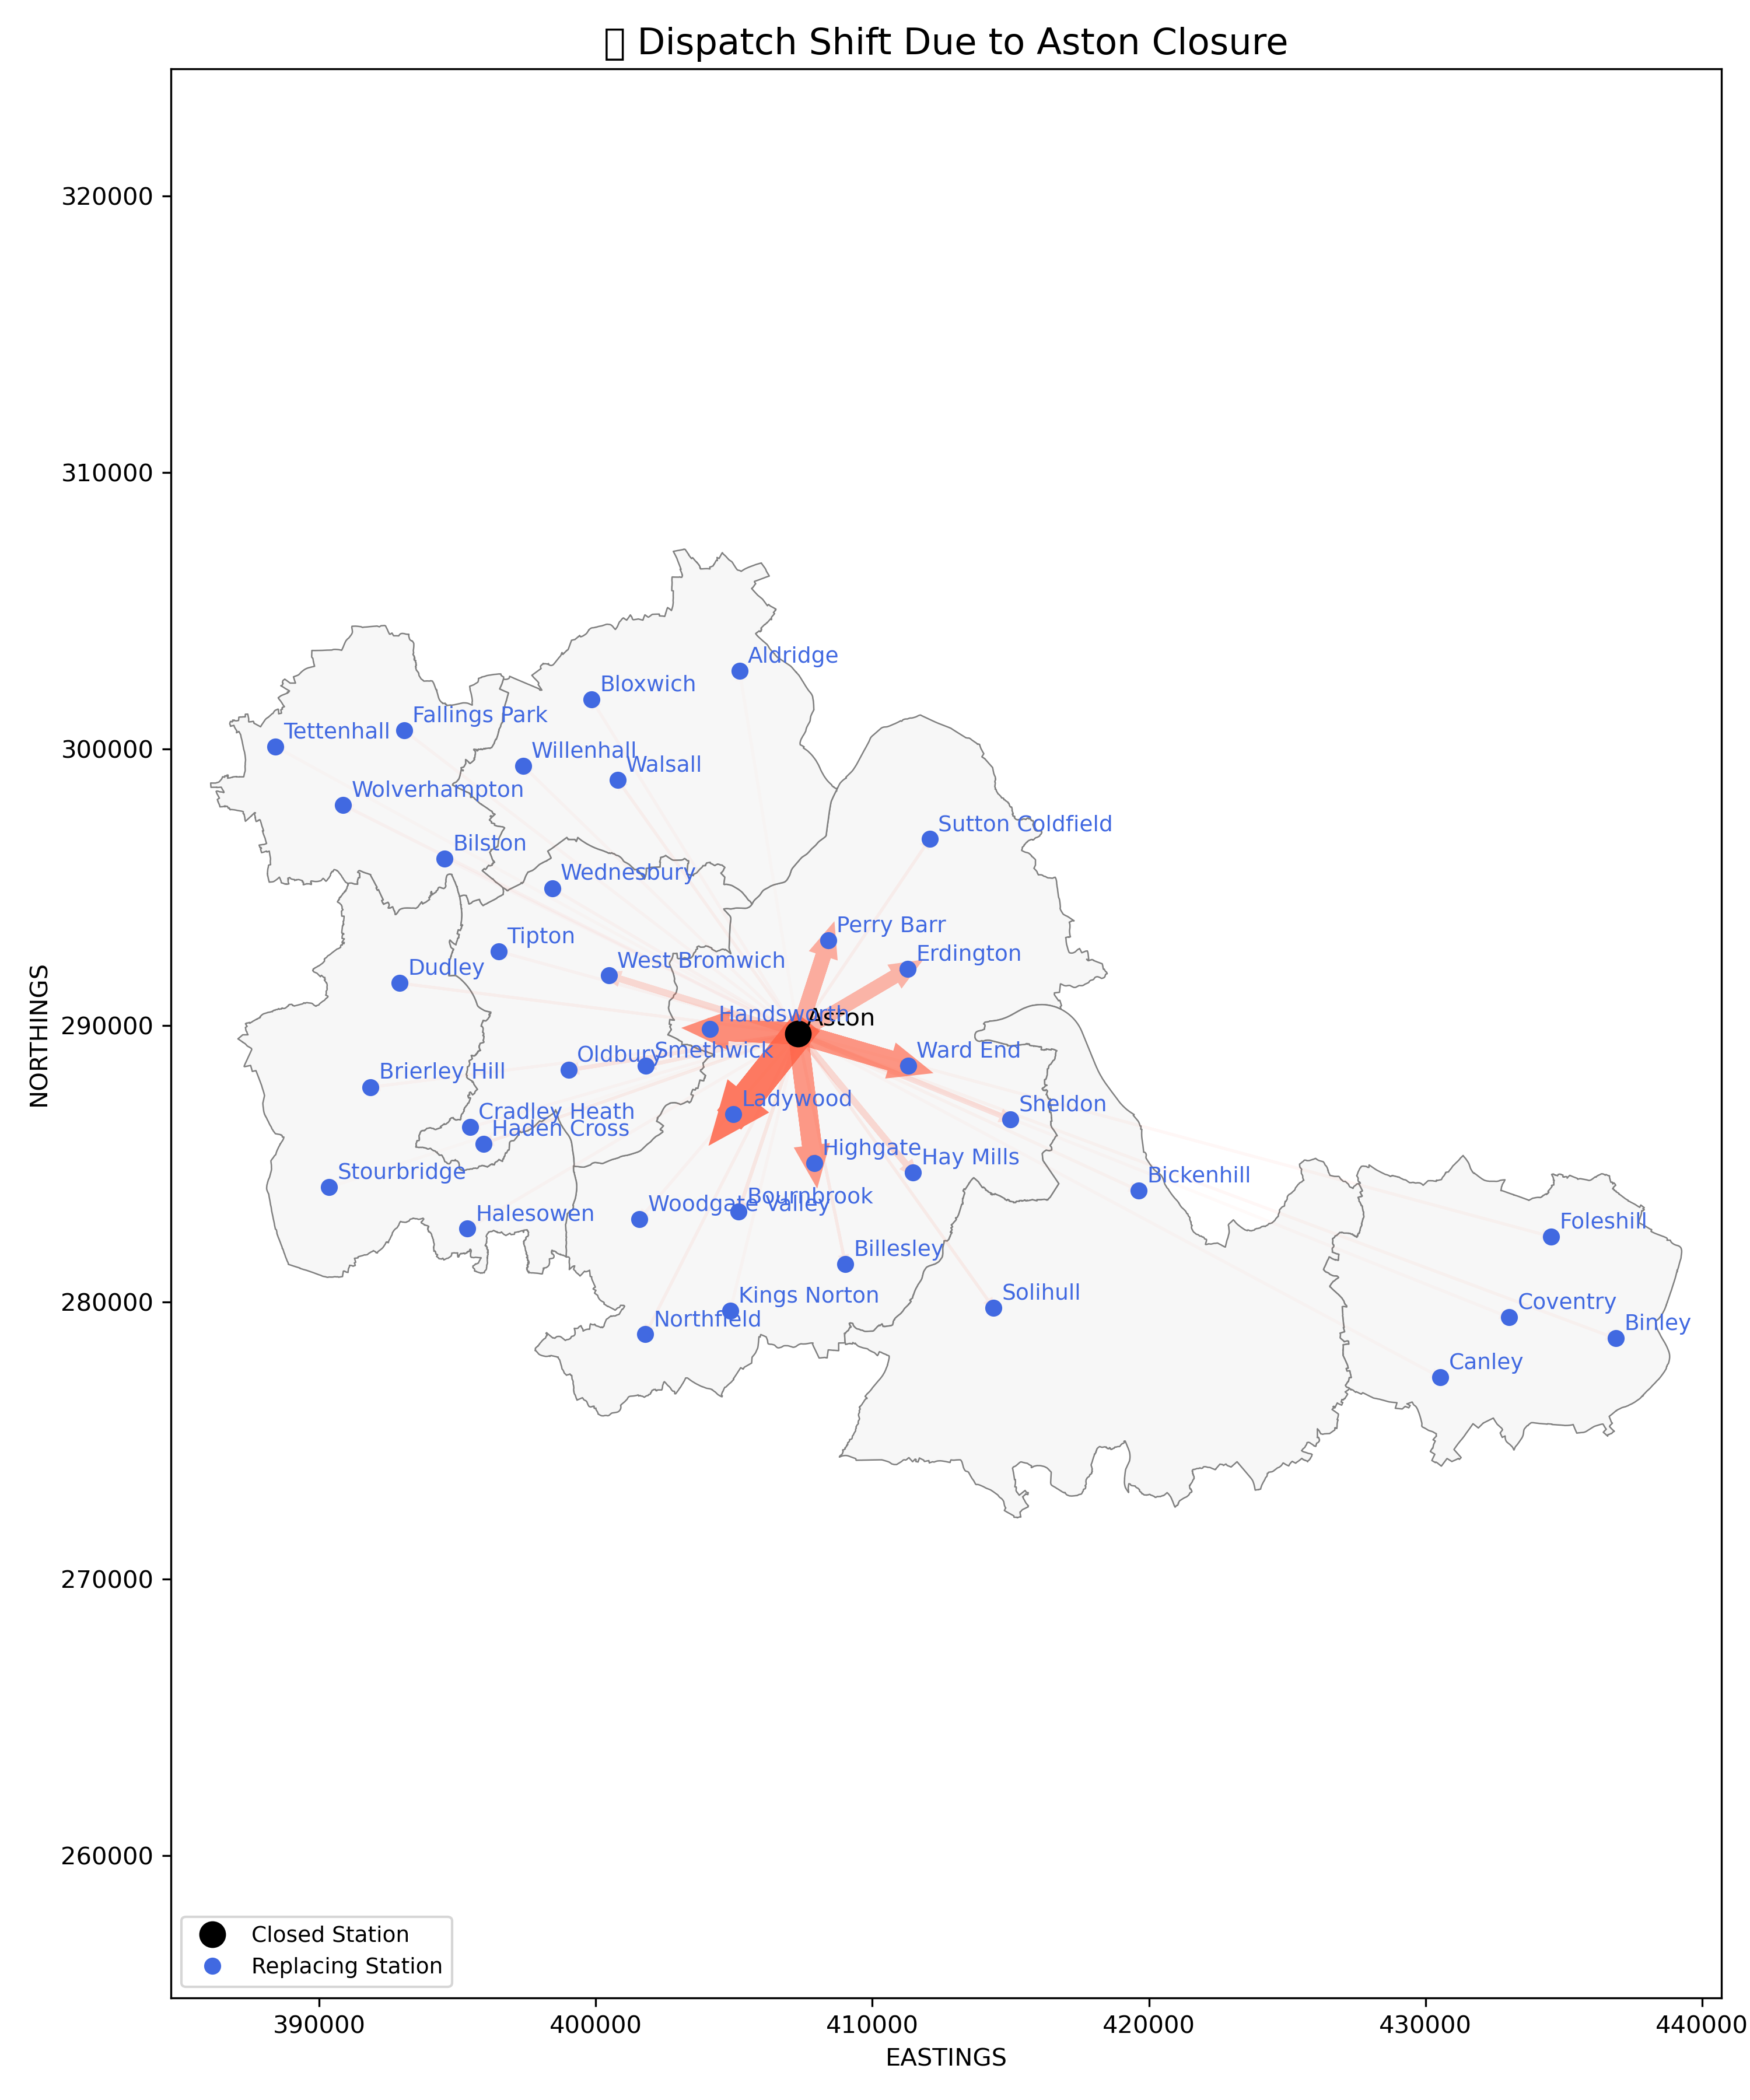 Dispatch Shift Due to Aston Closure
320000
310000
300000
290000
280000
270000
260000
NORTHINGS
Aldridge
Bloxwich
Fallings Park
Tettenhall
Willenhall
Walsall
Wolverhampton
Sutton Coldfield
Bilston
Wednesbury
Perry Barr
Tipton
Erdington
West Bromwich
Dudley
Handsworth
Aston
Oldbury
Smethwick
Ward End
Brierley Hill
Ladywood
Sheldon
Cradley Heath
Haden Cross
Highgate
Hay Mills
Stourbridge
Bickenhill
Bournbrook
Woodgate Valley
Halesowen
Foleshill
Billesley
Kings Norton
Solihull
Northfield
Coventry
Binley
Canley
Closed Station
Replacing Station
390000
400000
410000
420000
430000
440000
EASTINGS